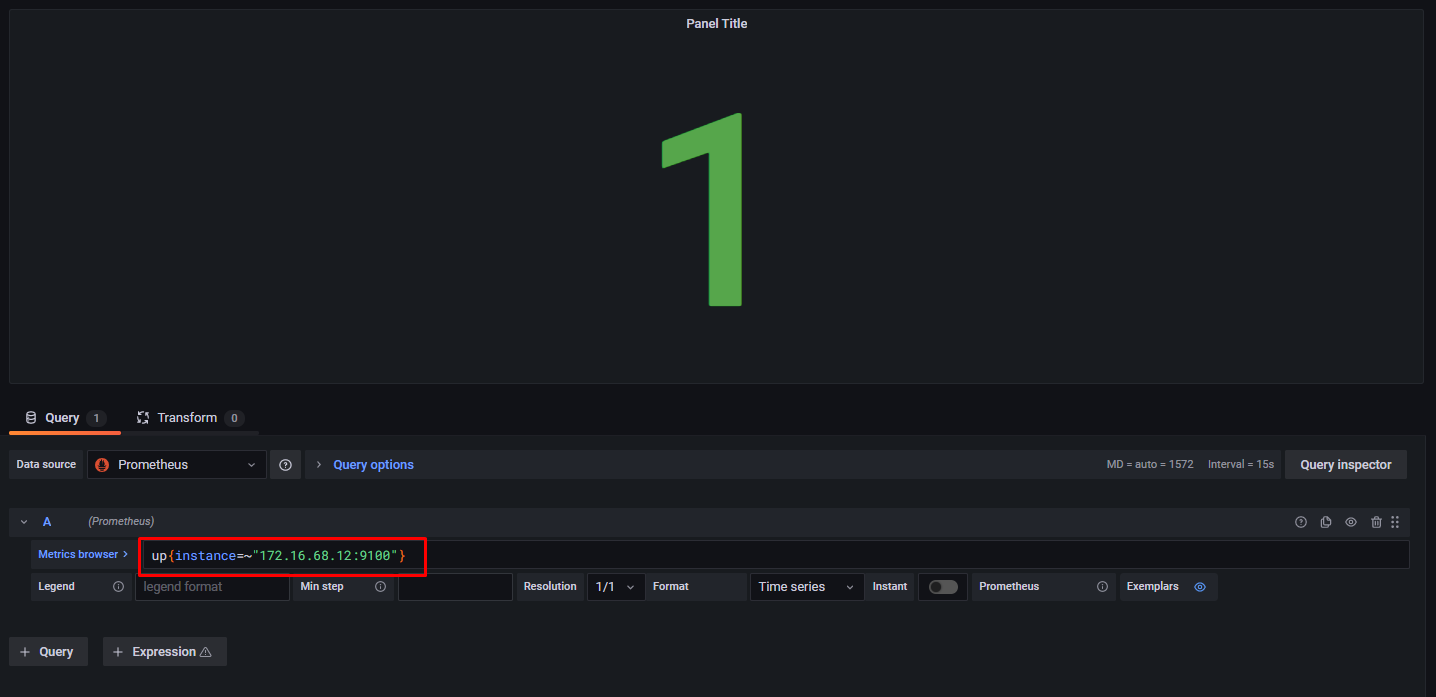 Panel Title
1
Query 1 Transform 0
Data source Prometheus Query options MD = auto = 1572 Interval = 15s Query inspector
A (Prometheus)
Metrics browser up{instance=~"172.16.68.12:9100"}
Legend legend format Min step Resolution 1/1 Format Time series Instant Prometheus Exemplars
+ Query + Expression